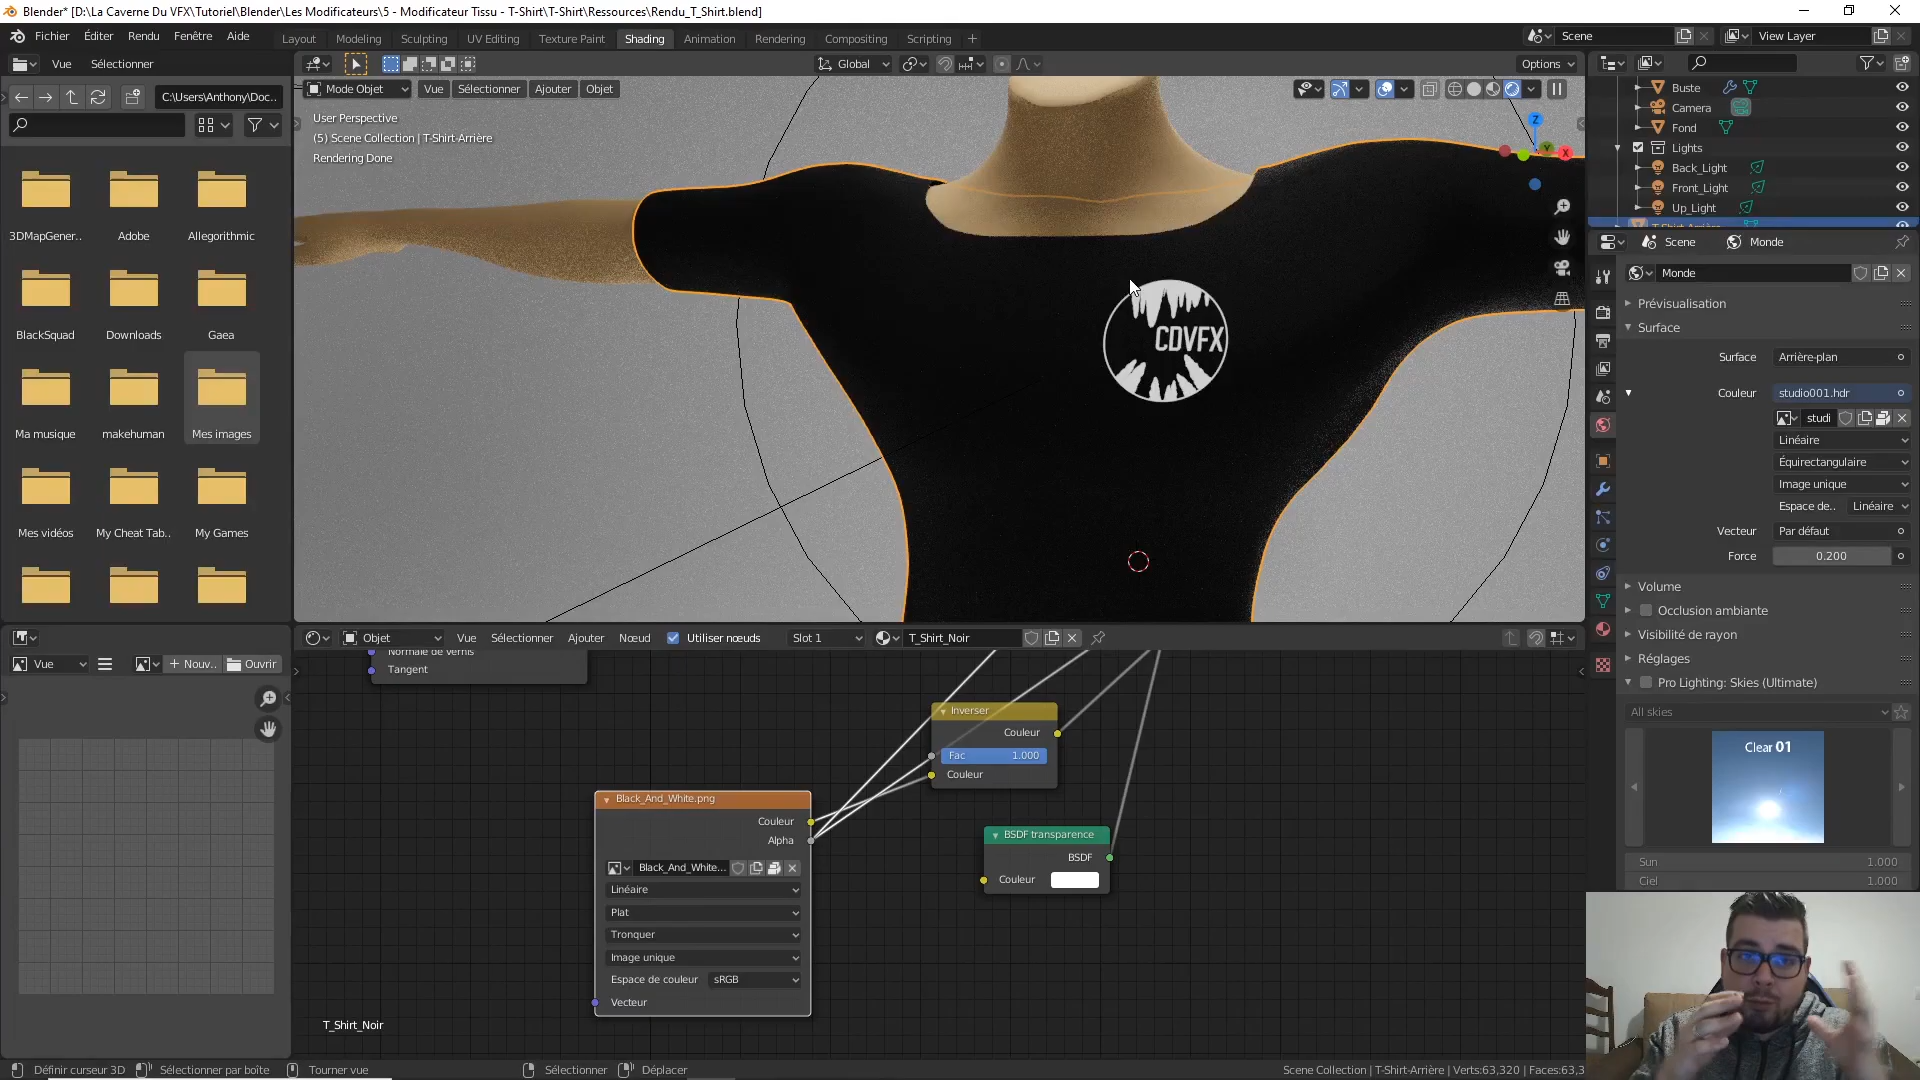 Blender* [D:\La Caverne Du VFX\Tutoriel\Blender\Les Modificateurs\5 - Modificateur Tissu - T-Shirt\T-Shirt\Ressources\Rendu_T_Shirt.blend]
Fichier Éditer Rendu Fenêtre Aide Layout Modeling Sculpting UV Editing Texture Paint Shading Animation Rendering Compositing Scripting Scene View Layer
Vue Sélectionner Global Options
C:\Users\Anthony\Doc..
Mode Objet Vue Sélectionner Ajouter Objet
User Perspective
(5) Scene Collection | T-Shirt-Arrière
Rendering Done
Z
Y
X
CDVFX
3DMapGener.. Adobe Allegorithmic
BlackSquad Downloads Gaea
Ma musique makehuman Mes images
Mes vidéos My Cheat Tab.. My Games
Buste
Camera
Fond
Lights
Back_Light
Front_Light
Up_Light
T-Shirt-Arrière
Scene Monde
Monde
Prévisualisation
Surface
Surface Arrière-plan
Couleur studio001.hdr
studi
Linéaire
Équirectangulaire
Image unique
Espace de.. Linéaire
Vecteur Par défaut
Force 0.200
Volume
Occlusion ambiante
Visibilité de rayon
Réglages
Pro Lighting: Skies (Ultimate)
All skies
Clear 01
Sun 1.000
Ciel 1.000
Vue Nouv.. Ouvrir
Objet Vue Sélectionner Ajouter Nœud Utiliser nœuds Slot 1 T_Shirt_Noir
Normale de vernis
Tangent
Inverser
Couleur
Fac 1.000
Couleur
Black_And_White.png
Couleur
Alpha
Black_And_White...
Linéaire
Plat
Tronquer
Image unique
Espace de couleur sRGB
Vecteur
BSDF transparence
BSDF
Couleur
T_Shirt_Noir
Définir curseur 3D Sélectionner par boîte Tourner vue Sélectionner Déplacer Scene Collection | T-Shirt-Arrière | Verts:63,320 | Faces:63,3